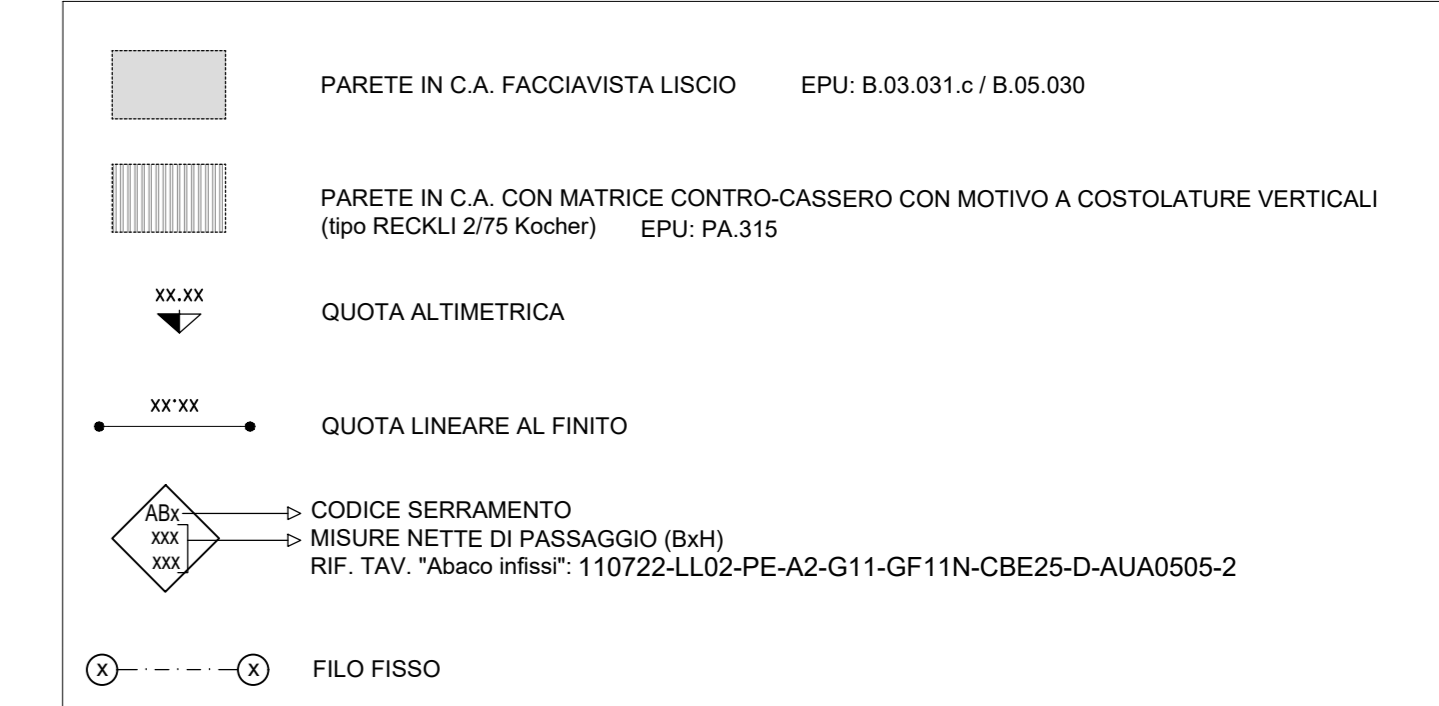 PARETE IN C.A. FACCIAVISTA LISCIO EPU: B.03.031.c / B.05.030
PARETE IN C.A. CON MATRICE CONTRO-CASSERO CON MOTIVO A COSTOLATURE VERTICALI
(tipo RECKLI 2/75 Kocher) EPU: PA.315
xx.xx
QUOTA ALTIMETRICA
xx·xx
QUOTA LINEARE AL FINITO
ABx CODICE SERRAMENTO
xxx MISURE NETTE DI PASSAGGIO (BxH)
xxx RIF. TAV. "Abaco infissi": 110722-LL02-PE-A2-G11-GF11N-CBE25-D-AUA0505-2
X X FILO FISSO